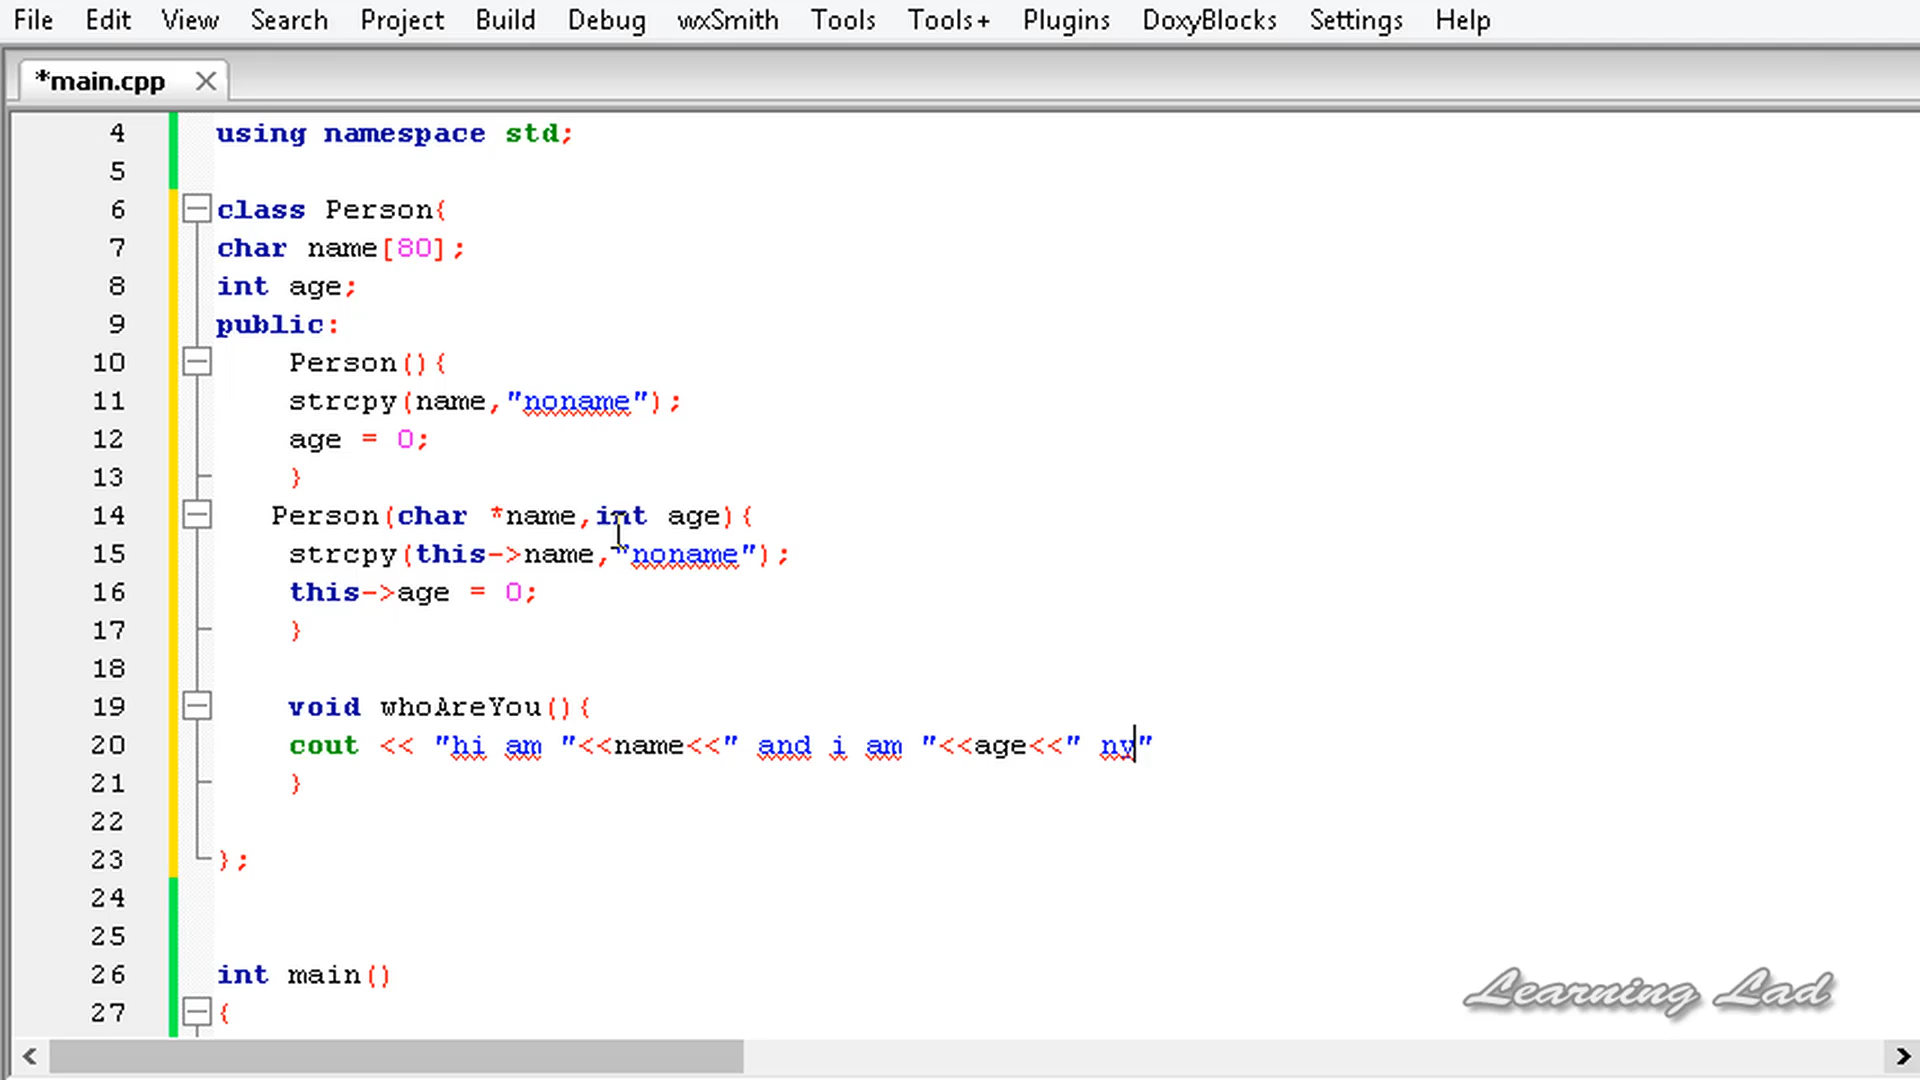 File Edit View Search Project Build Debug wxSmith Tools Tools+ Plugins DoxyBlocks Settings Help
*main.cpp
4 using namespace std;
5
6 class Person{
7 char name[80];
8 int age;
9 public:
10 Person(){
11 strcpy(name,"noname");
12 age = 0;
13 }
14 Person(char *name,int age){
15 strcpy(this->name,"noname");
16 this->age = 0;
17 }
18
19 void whoAreYou(){
20 cout << "hi am "<<name<<" and i am "<<age<<" ny"
21 }
22
23 };
24
25
26 int main()
27 {
Learning Lad